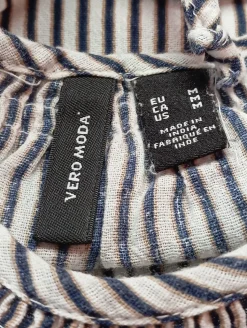 VERO MODA
EU M
CA M
US M
MADE IN
INDIA
FABRIQUÉ EN
INDE